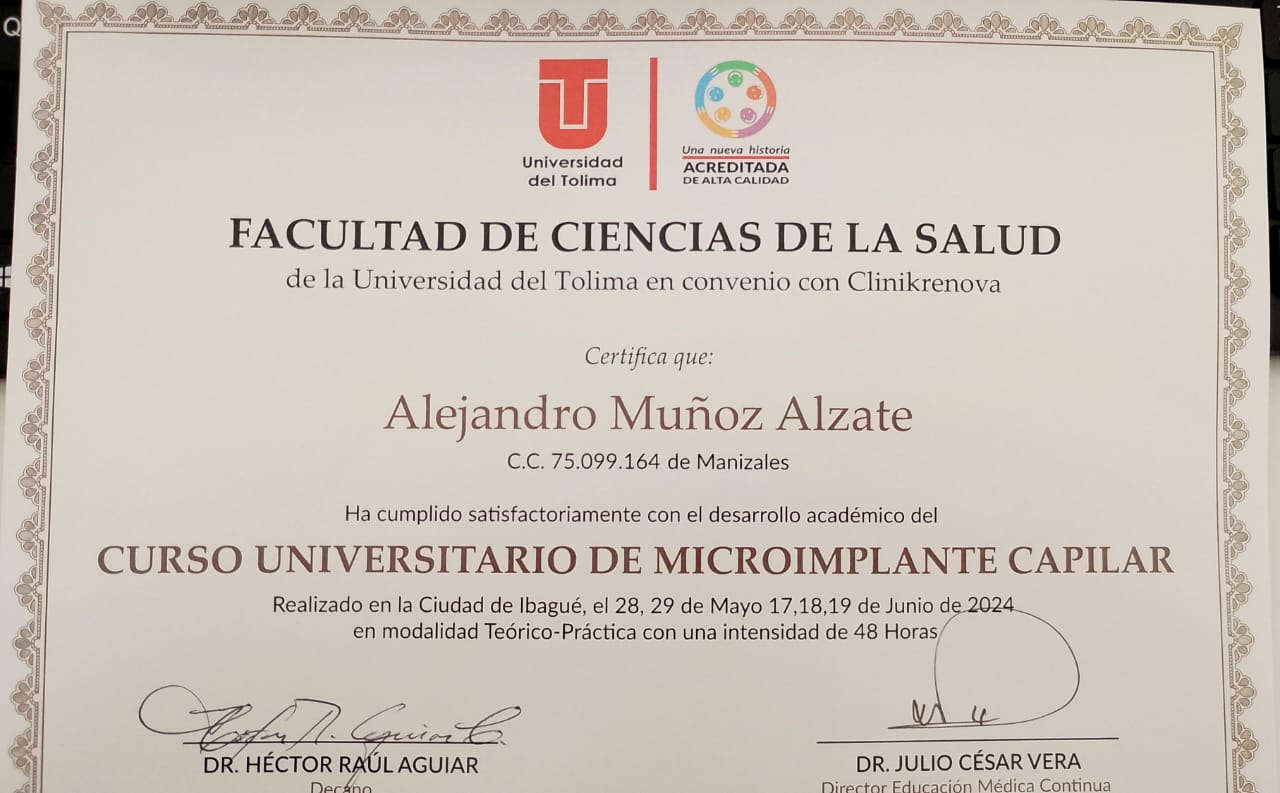 Q
Universidad
del Tolima
Una nueva historia
ACREDITADA
DE ALTA CALIDAD
FACULTAD DE CIENCIAS DE LA SALUD
de la Universidad del Tolima en convenio con Clinikrenova
Certifica que:
Alejandro Muñoz Alzate
C.C. 75.099.164 de Manizales
Ha cumplido satisfactoriamente con el desarrollo académico del
CURSO UNIVERSITARIO DE MICROIMPLANTE CAPILAR
Realizado en la Ciudad de Ibagué, el 28, 29 de Mayo 17,18,19 de Junio de 2024
en modalidad Teórico-Práctica con una intensidad de 48 Horas
DR. HÉCTOR RAÚL AGUIAR
Decano
DR. JULIO CÉSAR VERA
Director Educación Médica Continua